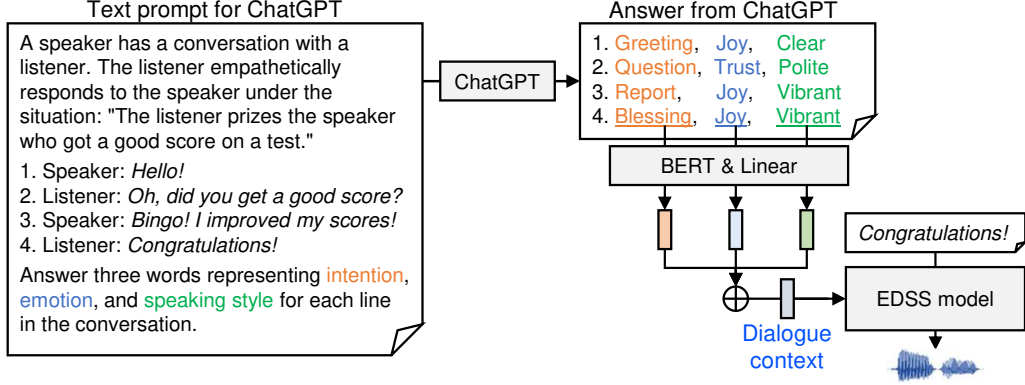 Text prompt for ChatGPT
A speaker has a conversation with a
listener. The listener empathetically
responds to the speaker under the
situation: "The listener prizes the speaker
who got a good score on a test."
1. Speaker: Hello!
2. Listener: Oh, did you get a good score?
3. Speaker: Bingo! I improved my scores!
4. Listener: Congratulations!
Answer three words representing intention,
emotion, and speaking style for each line
in the conversation.
ChatGPT
Answer from ChatGPT
1. Greeting, Joy, Clear
2. Question, Trust, Polite
3. Report, Joy, Vibrant
4. Blessing, Joy, Vibrant
BERT & Linear
Dialogue
context
Congratulations!
EDSS model